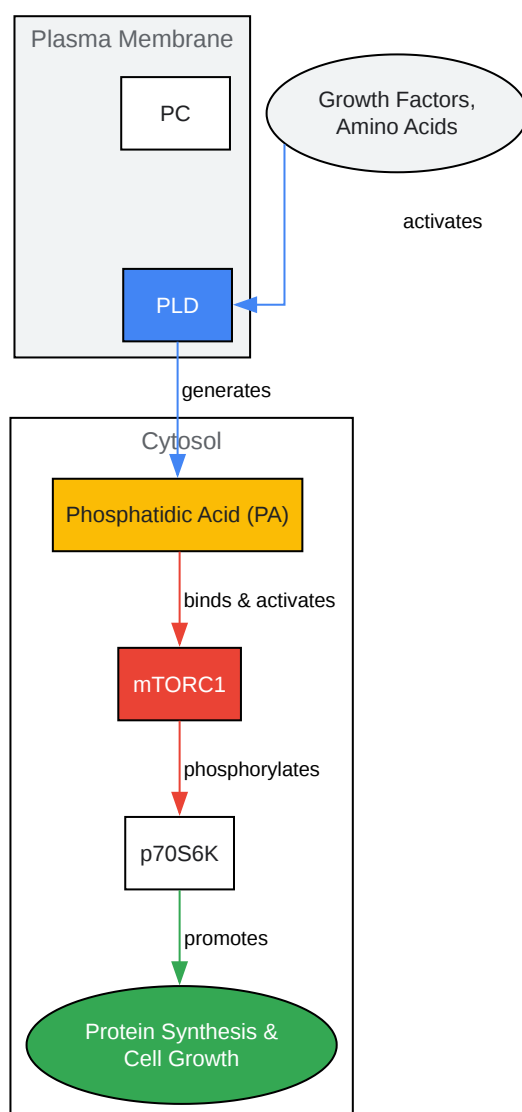 Plasma Membrane
PC
Growth Factors,
Amino Acids
activates
PLD
generates
Cytosol
Phosphatidic Acid (PA)
binds & activates
mTORC1
phosphorylates
p70S6K
promotes
Protein Synthesis &
Cell Growth